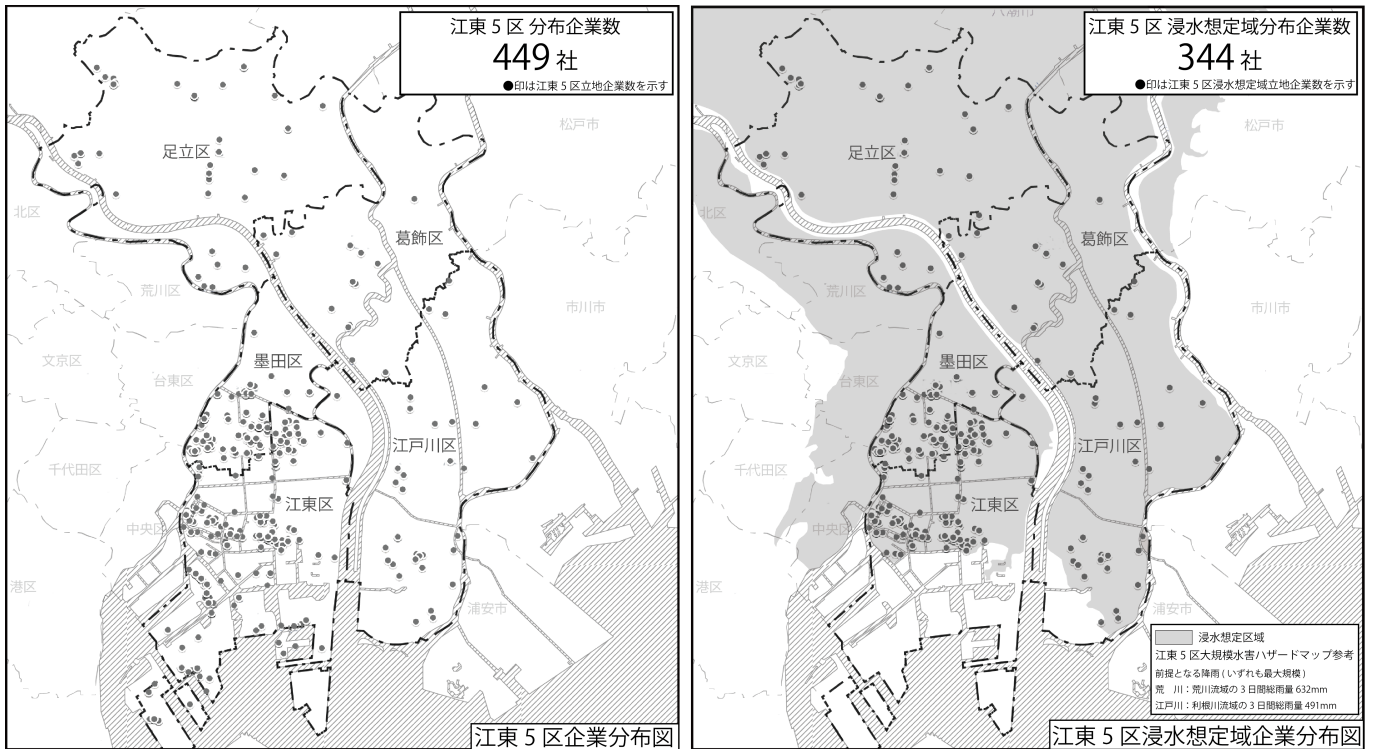 江東5区 分布企業数
449社
●印は江東5区立地企業数を示す
松戸市
足立区
北区
葛飾区
荒川区
市川市
文京区
墨田区
台東区
江戸川区
千代田区
江東区
中央区
港区
浦安市
江東5区企業分布図
八潮市
江東5区 浸水想定域分布企業数
344社
●印は江東5区浸水想定域立地企業数を示す
松戸市
足立区
北区
葛飾区
荒川区
市川市
文京区
墨田区
台東区
江戸川区
千代田区
江東区
中央区
港区
浦安市
浸水想定区域
江東5区大規模水害ハザードマップ参考
前提となる降雨(いずれも最大規模)
荒 川:荒川流域の3日間総雨量 632mm
江戸川:利根川流域の3日間総雨量 491mm
江東5区浸水想定域企業分布図